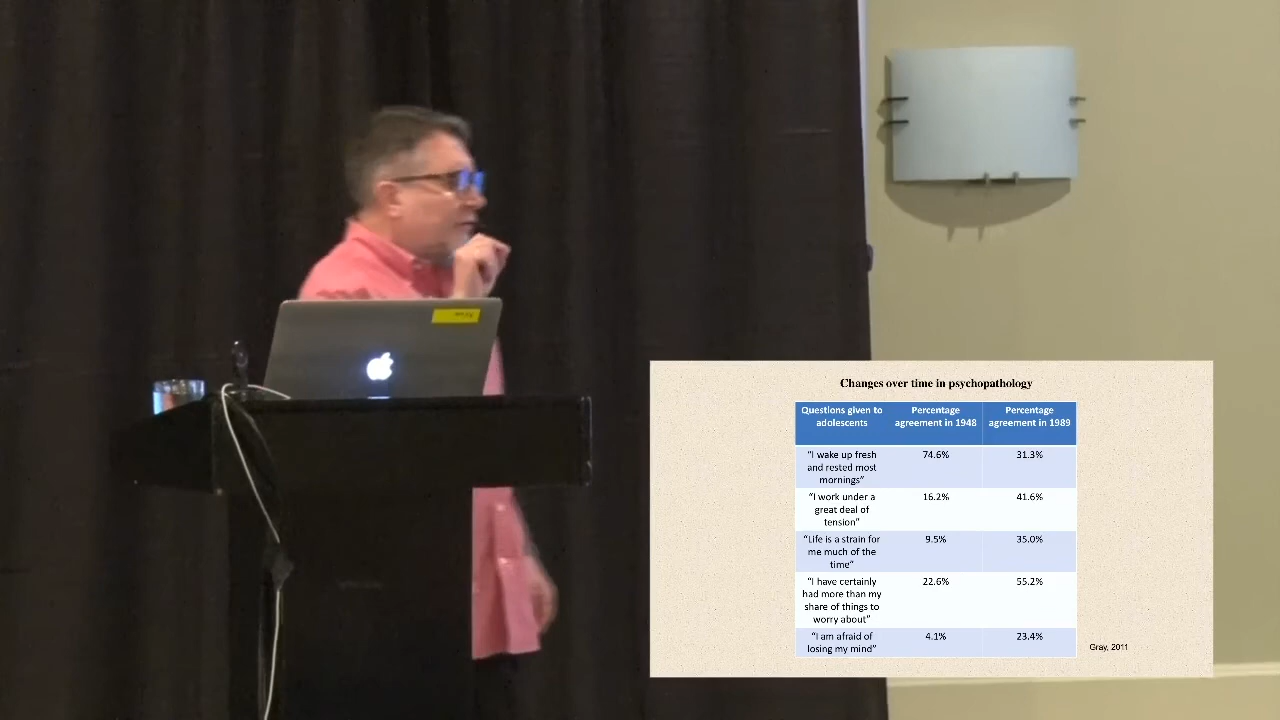 Changes over time in psychopathology
Questions given to
adolescents
Percentage
agreement in 1948
Percentage
agreement in 1989
“I wake up fresh
and rested most
mornings”
74.6%
31.3%
“I work under a
great deal of
tension”
16.2%
41.6%
“Life is a strain for
me much of the
time”
9.5%
35.0%
“I have certainly
had more than my
share of things to
worry about”
22.6%
55.2%
“I am afraid of
losing my mind”
4.1%
23.4%
Gray, 2011